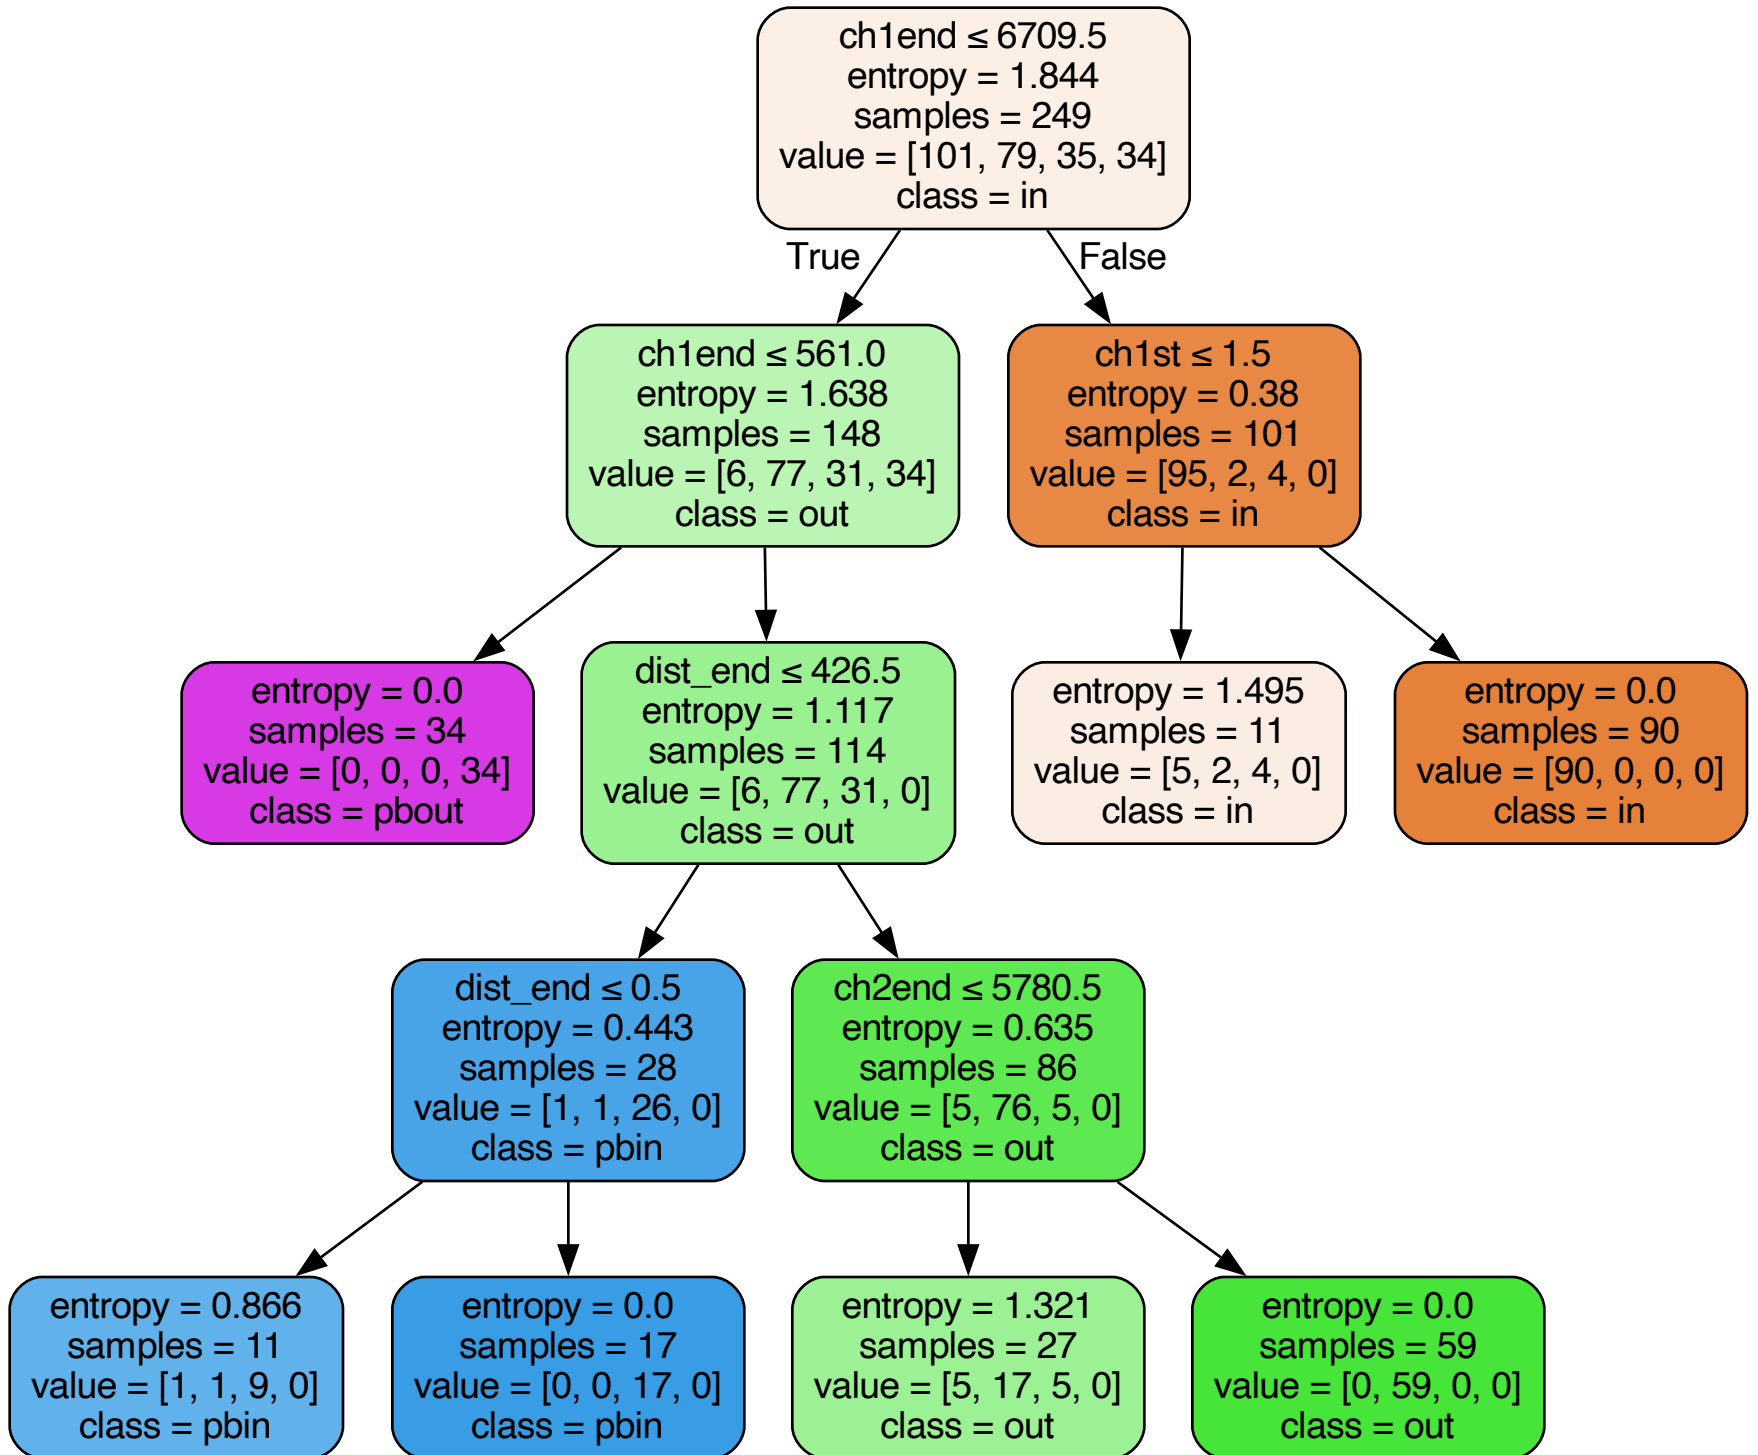 ch1end ≤ 6709.5
entropy = 1.844
samples = 249
value = [101, 79, 35, 34]
class = in
True
False
ch1end ≤ 561.0
entropy = 1.638
samples = 148
value = [6, 77, 31, 34]
class = out
ch1st ≤ 1.5
entropy = 0.38
samples = 101
value = [95, 2, 4, 0]
class = in
entropy = 0.0
samples = 34
value = [0, 0, 0, 34]
class = pbout
dist_end ≤ 426.5
entropy = 1.117
samples = 114
value = [6, 77, 31, 0]
class = out
entropy = 1.495
samples = 11
value = [5, 2, 4, 0]
class = in
entropy = 0.0
samples = 90
value = [90, 0, 0, 0]
class = in
dist_end ≤ 0.5
entropy = 0.443
samples = 28
value = [1, 1, 26, 0]
class = pbin
ch2end ≤ 5780.5
entropy = 0.635
samples = 86
value = [5, 76, 5, 0]
class = out
entropy = 0.866
samples = 11
value = [1, 1, 9, 0]
class = pbin
entropy = 0.0
samples = 17
value = [0, 0, 17, 0]
class = pbin
entropy = 1.321
samples = 27
value = [5, 17, 5, 0]
class = out
entropy = 0.0
samples = 59
value = [0, 59, 0, 0]
class = out